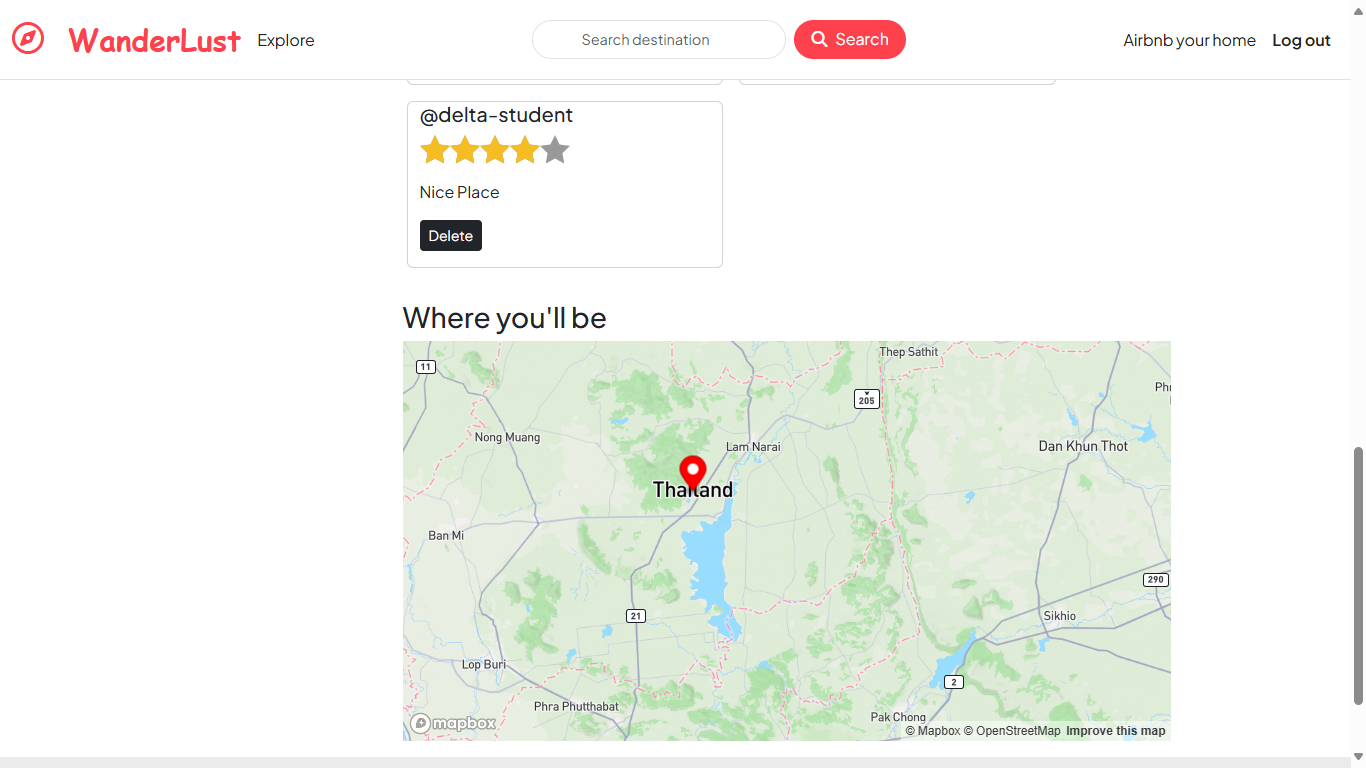 WanderLust Explore Search destination Search Airbnb your home Log out
@delta-student
Nice Place
Delete
Where you'll be
Thep Sathit
11
205
Nong Muang
Lam Narai
Dan Khun Thot
Thailand
Ban Mi
290
21
Sikhio
Lop Buri
2
Phra Phutthabat
Pak Chong
mapbox
© Mapbox © OpenStreetMap Improve this map